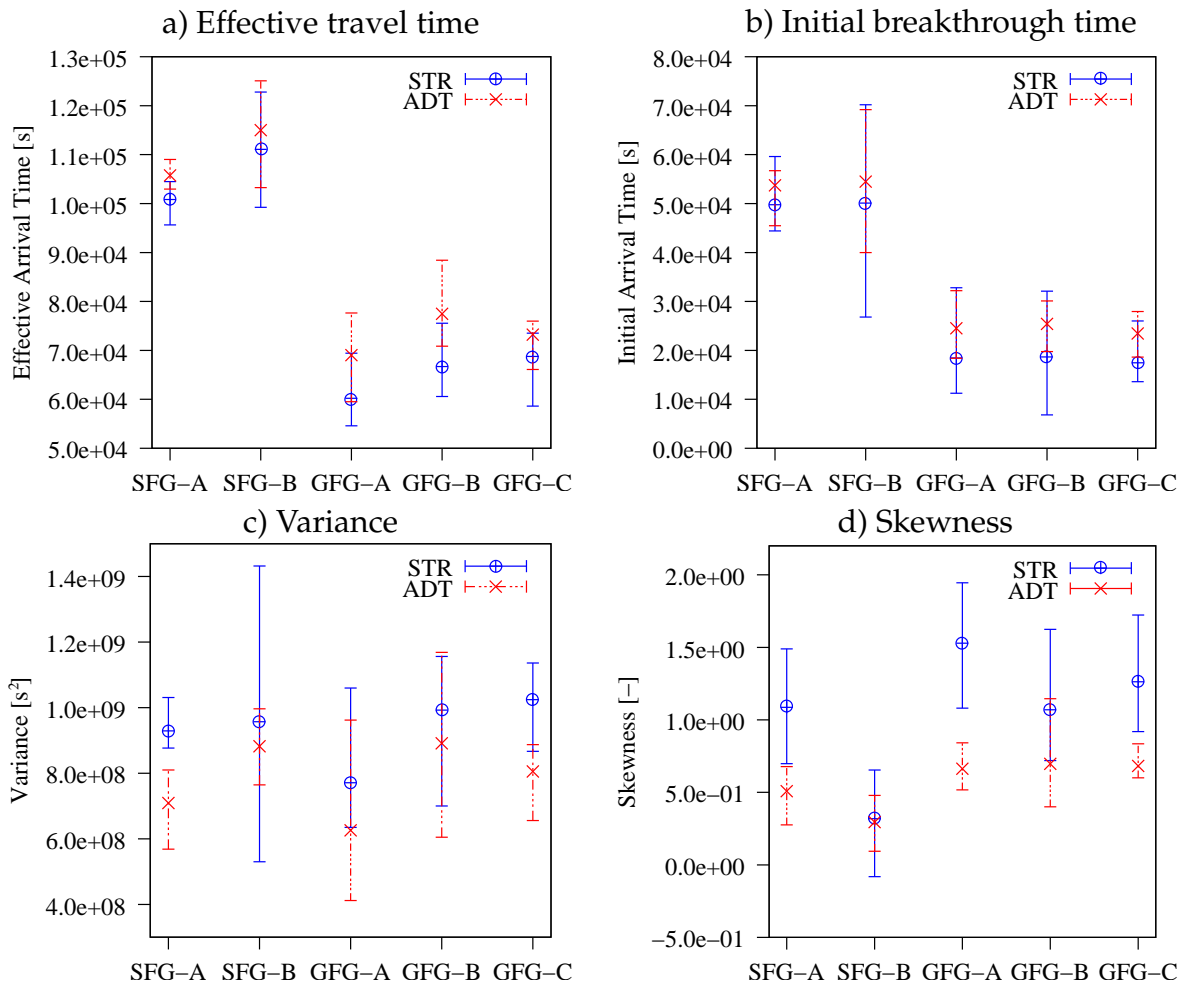 a) Effective travel time
1.3e+05
1.2e+05
1.1e+05
1.0e+05
9.0e+04
8.0e+04
7.0e+04
6.0e+04
5.0e+04
Effective Arrival Time [s]
STR
ADT
SFG−A SFG−B GFG−A GFG−B GFG−C
b) Initial breakthrough time
8.0e+04
7.0e+04
6.0e+04
5.0e+04
4.0e+04
3.0e+04
2.0e+04
1.0e+04
0.0e+00
Initial Arrival Time [s]
STR
ADT
SFG−A SFG−B GFG−A GFG−B GFG−C
c) Variance
1.4e+09
1.2e+09
1.0e+09
8.0e+08
6.0e+08
4.0e+08
Variance [s²]
STR
ADT
SFG−A SFG−B GFG−A GFG−B GFG−C
d) Skewness
2.0e+00
1.5e+00
1.0e+00
5.0e−01
0.0e+00
−5.0e−01
Skewness [−]
STR
ADT
SFG−A SFG−B GFG−A GFG−B GFG−C